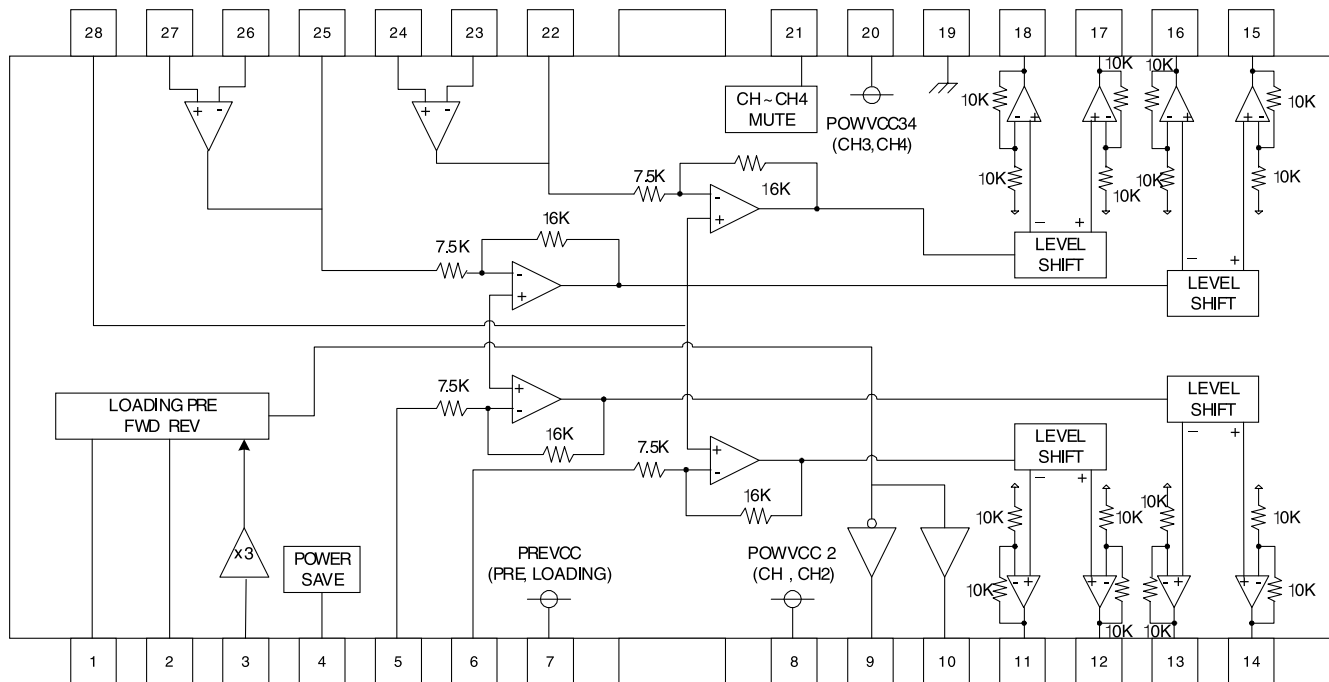 28 27 26 25 24 23 22 21 20 19 18 17 16 15
+ - + -
CH ~ CH4
MUTE
POWVCC34
(CH3, CH4)
10K 10K 10K 10K
- + - + - + - +
10K 10K 10K 10K
7.5K 16K
-
+
- +
LEVEL
SHIFT
7.5K 16K
-
+
- +
LEVEL
SHIFT
LOADING PRE
FWD REV
7.5K
+
-
16K
LEVEL
SHIFT
- +
7.5K
+
-
16K
LEVEL
SHIFT
- +
10K 10K 10K 10K
x3
POWER
SAVE
PREVCC
(PRE, LOADING)
POWVCC 2
(CH , CH2)
- + - + - + - +
10K 10K 10K 10K
1 2 3 4 5 6 7 8 9 10 11 12 13 14